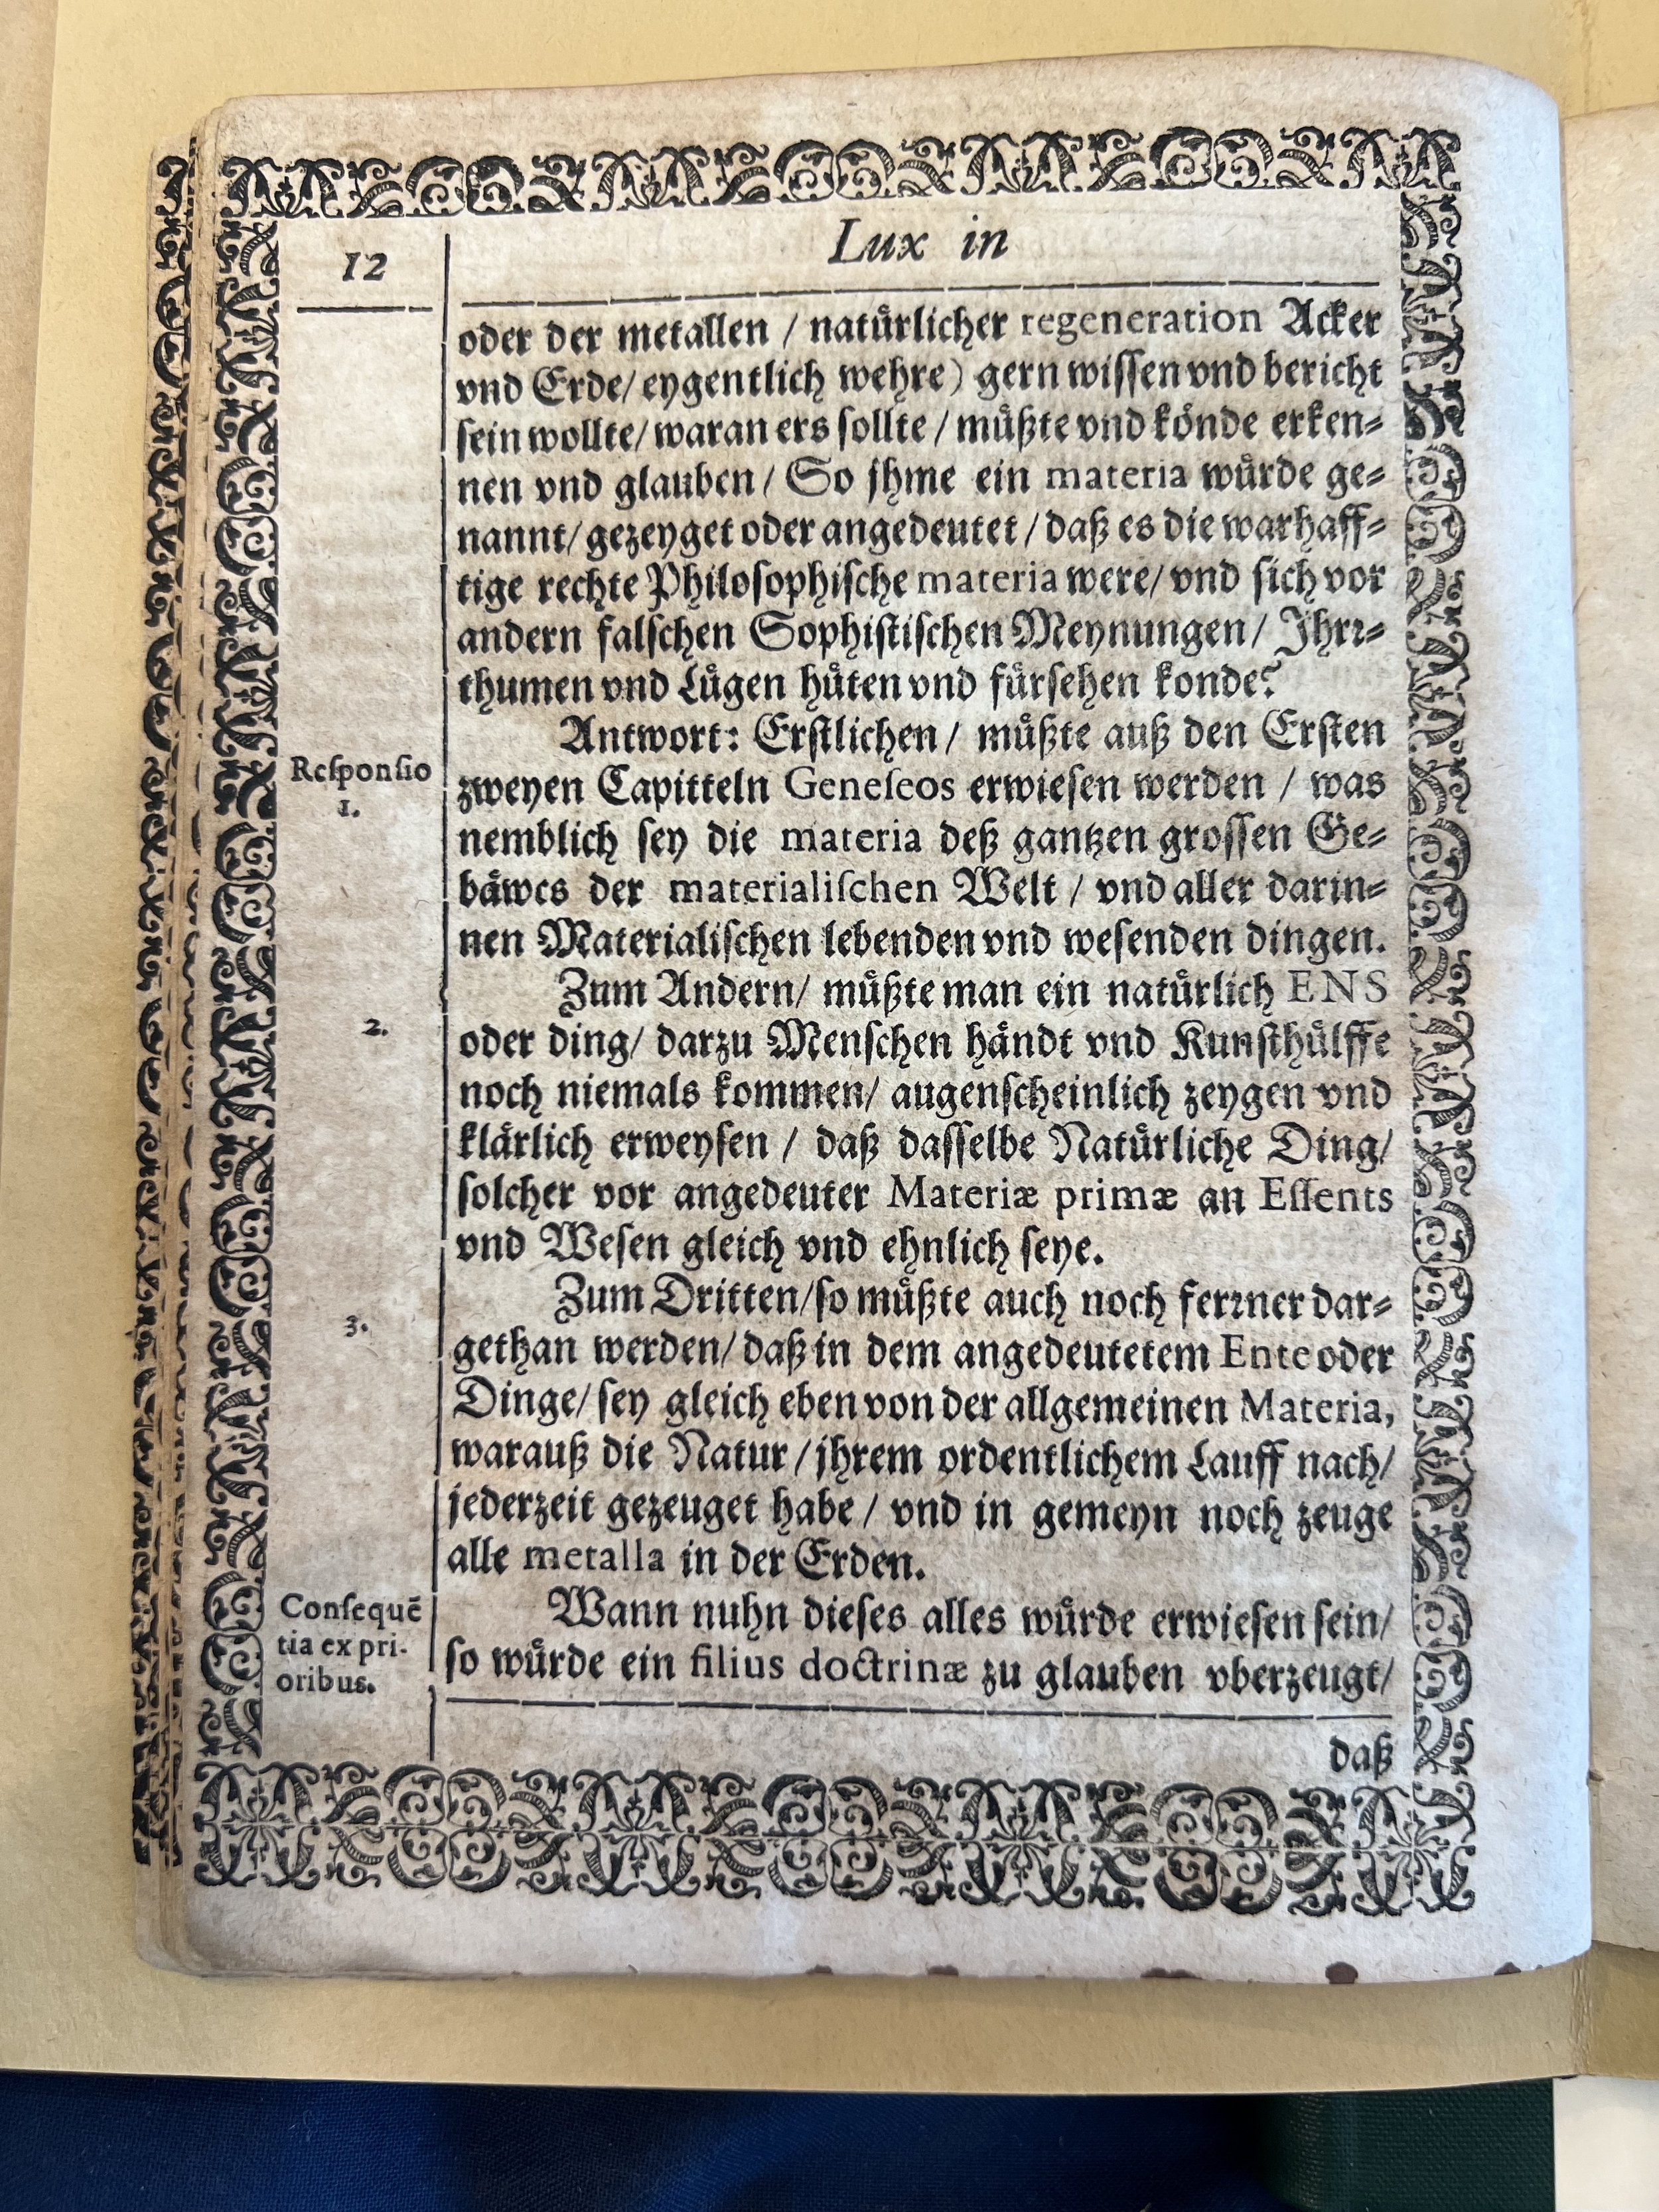 12
Lux in
oder der metallen / natürlicher regeneration Acker
vnd Erde/ eygentlich wehre) gern wissen vnd bericht
sein wollte/ waran ers sollte / müßte vnd könde erken⸗
nen vnd glauben / So jhme ein materia würde ge⸗
nannt/ gezeyget oder angedeutet / daß es die warhaff⸗
tige rechte Philosophische materia were/ vnd sich vor
andern falschen Sophistischen Meynungen/ Jhrr⸗
thumen vnd Lügen hüten vnd fürsehen konde?
Antwort: Erstlichen / müßte auß den Ersten
Responsio
1.
zweyen Capitteln Geneseos erwiesen werden / was
nemblich sey die materia deß gantzen grossen Ge⸗
bäwes der materialischen Welt / vnd aller darin⸗
nen Materialischen lebenden vnd wesenden dingen.
Zum Andern/ müßte man ein natürlich ENS
2.
oder ding/ darzu Menschen händt vnd Kunsthülffe
noch niemals kommen/ augenscheinlich zeygen vnd
klärlich erweysen / daß dasselbe Natürliche Ding/
solcher vor angedeuter Materiæ primæ an Essents
vnd Wesen gleich vnd ehnlich seye.
Zum Dritten/so müßte auch noch ferrner dar⸗
3.
gethan werden/ daß in dem angedeutetem Ente oder
Dinge/ sey gleich eben von der allgemeinen Materia,
warauß die Natur / jhrem ordentlichem Lauff nach/
jederzeit gezeuget habe / vnd in gemeyn noch zeuge
alle metalla in der Erden.
Consequē
tia ex pri-
oribus.
Wann nuhn dieses alles würde erwiesen sein/
so würde ein filius doctrinæ zu glauben vberzeugt/
daß